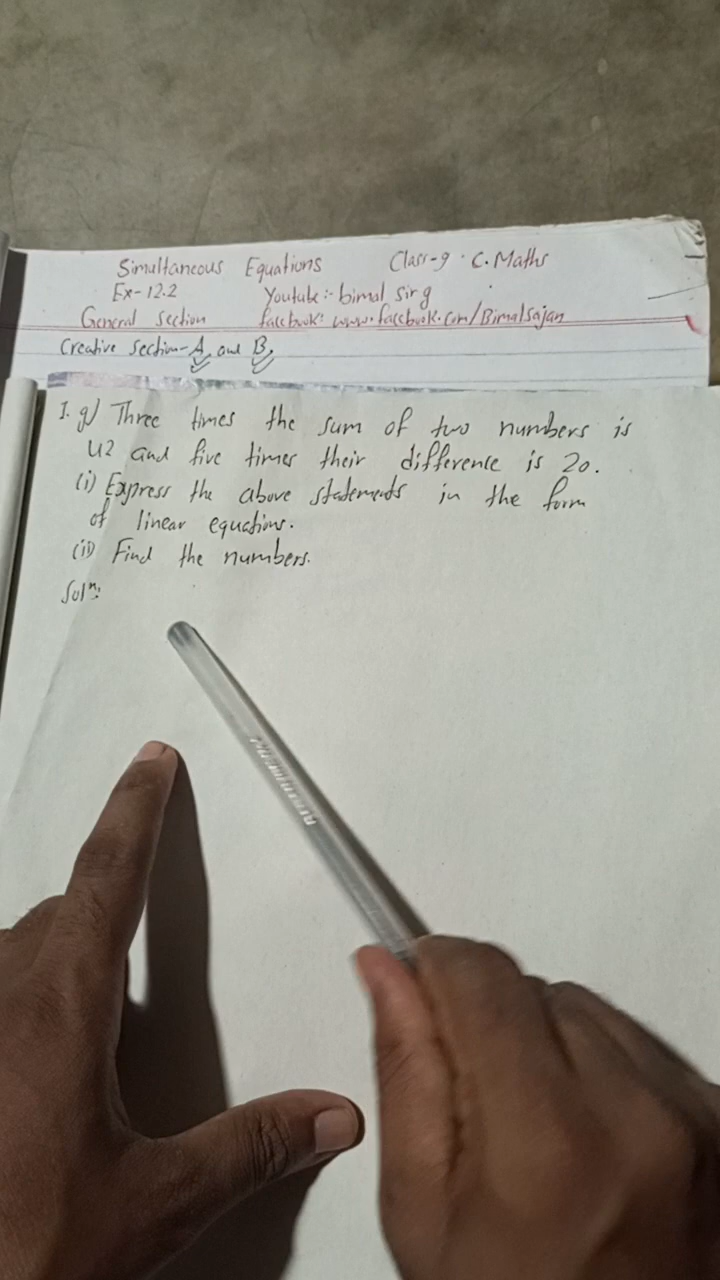 Simultaneous Equations Class-9 C. Maths
Ex-12.2 Youtube:- bimal sir g
General section facebook: www.facebook.com/Bimalsajan
Creative section-A and B
1. g) Three times the sum of two numbers is
42 and five times their difference is 20.
(i) Express the above statements in the form
of linear equations.
(ii) Find the numbers.
Solⁿ: